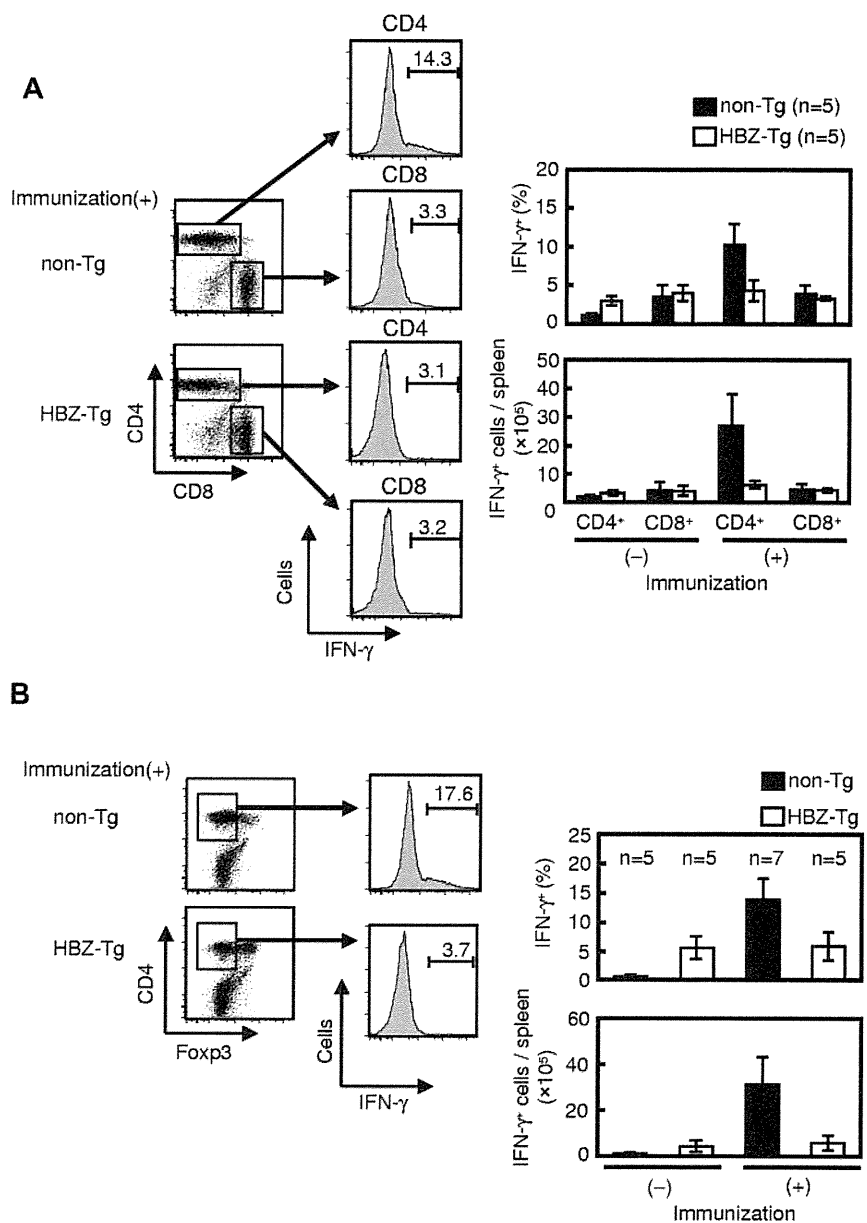 A
Immunization(+)
non-Tg
HBZ-Tg
CD4
CD8
CD4
14.3
CD8
3.3
CD4
3.1
CD8
3.2
Cells
IFN-γ
non-Tg (n=5)
HBZ-Tg (n=5)
IFN-γ⁺ (%)
20
15
10
5
0
IFN-γ⁺ cells / spleen
(×10⁵)
50
40
30
20
10
0
CD4⁺ CD8⁺ CD4⁺ CD8⁺
(−) (+)
Immunization
B
Immunization(+)
non-Tg
HBZ-Tg
CD4
Foxp3
17.6
3.7
Cells
IFN-γ
non-Tg
HBZ-Tg
IFN-γ⁺ (%)
25
20
15
10
5
0
n=5 n=5 n=7 n=5
IFN-γ⁺ cells / spleen
(×10⁵)
60
40
20
0
(−) (+)
Immunization